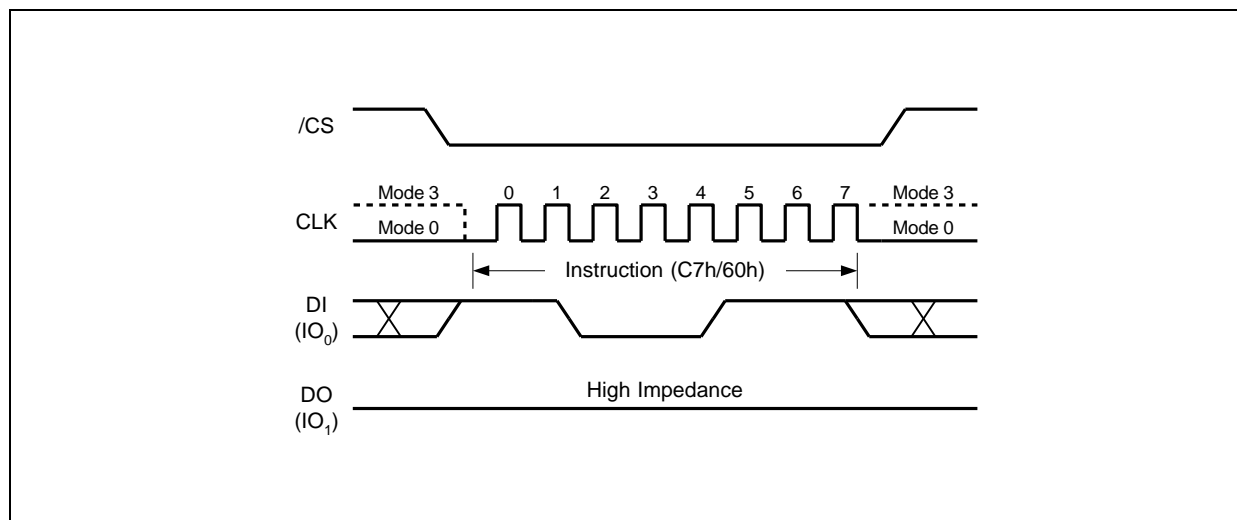 /CS
Mode 3 0 1 2 3 4 5 6 7 Mode 3
CLK
Mode 0 Mode 0
Instruction (C7h/60h)
DI
(IO0)
High Impedance
DO
(IO1)